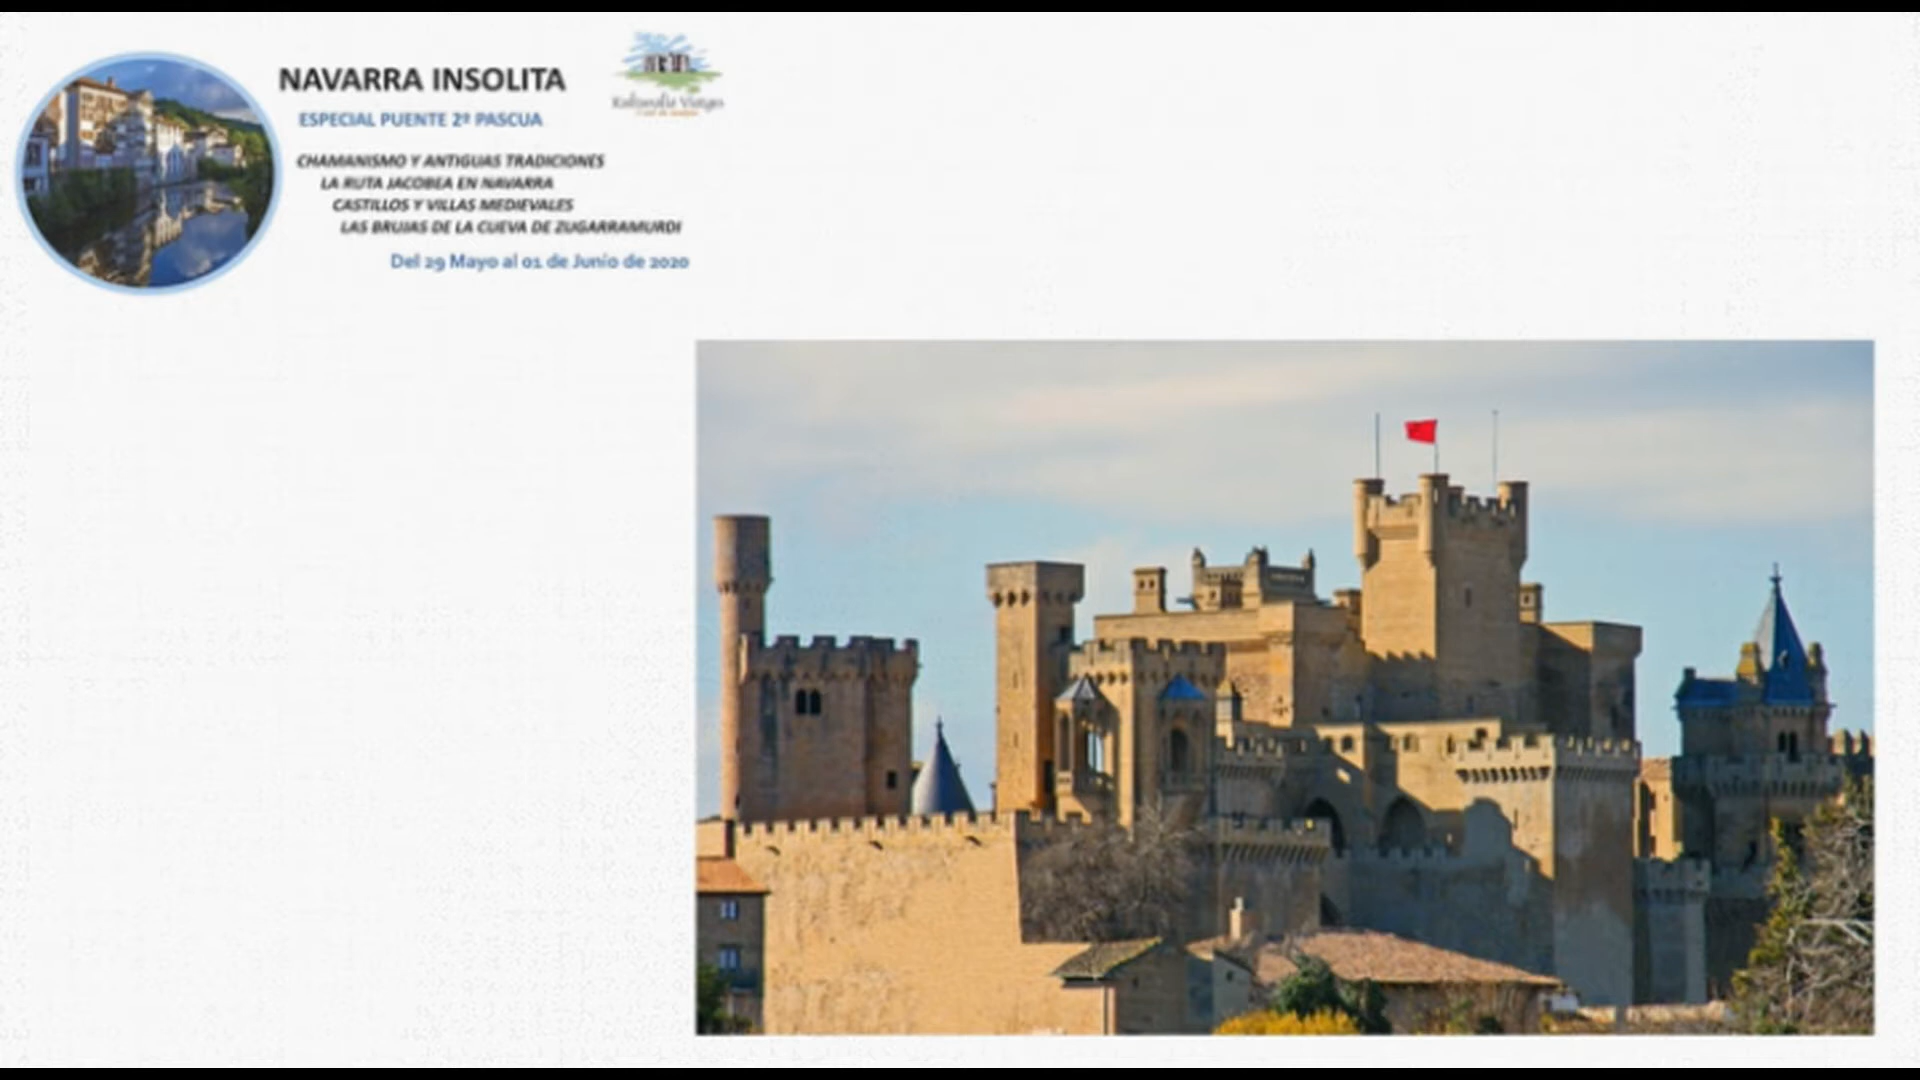 NAVARRA INSOLITA
ESPECIAL PUENTE 2ª PASCUA
CHAMANISMO Y ANTIGUAS TRADICIONES
LA RUTA JACOBEA EN NAVARRA
CASTILLOS Y VILLAS MEDIEVALES
LAS BRUJAS DE LA CUEVA DE ZUGARRAMURDI
Del 29 Mayo al 01 de Junio de 2020